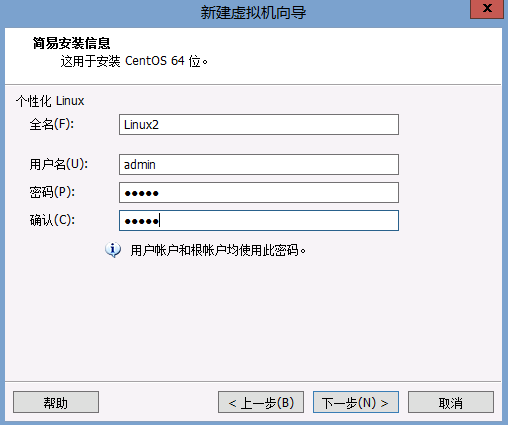 新建虚拟机向导
简易安装信息
这用于安装 CentOS 64 位。
个性化 Linux
全名(F): Linux2
用户名(U): admin
密码(P): ●●●●●
确认(C): ●●●●●
用户帐户和根帐户均使用此密码。
帮助 < 上一步(B) 下一步(N) > 取消